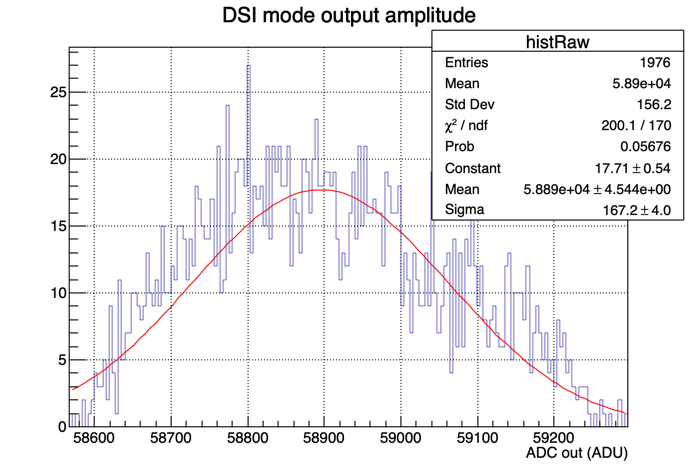 DSI mode output amplitude
histRaw
Entries 1976
Mean 5.89e+04
Std Dev 156.2
χ² / ndf 200.1 / 170
Prob 0.05676
Constant 17.71 ± 0.54
Mean 5.889e+04 ± 4.544e+00
Sigma 167.2 ± 4.0
25
20
15
10
5
0
58600 58700 58800 58900 59000 59100 59200
ADC out (ADU)